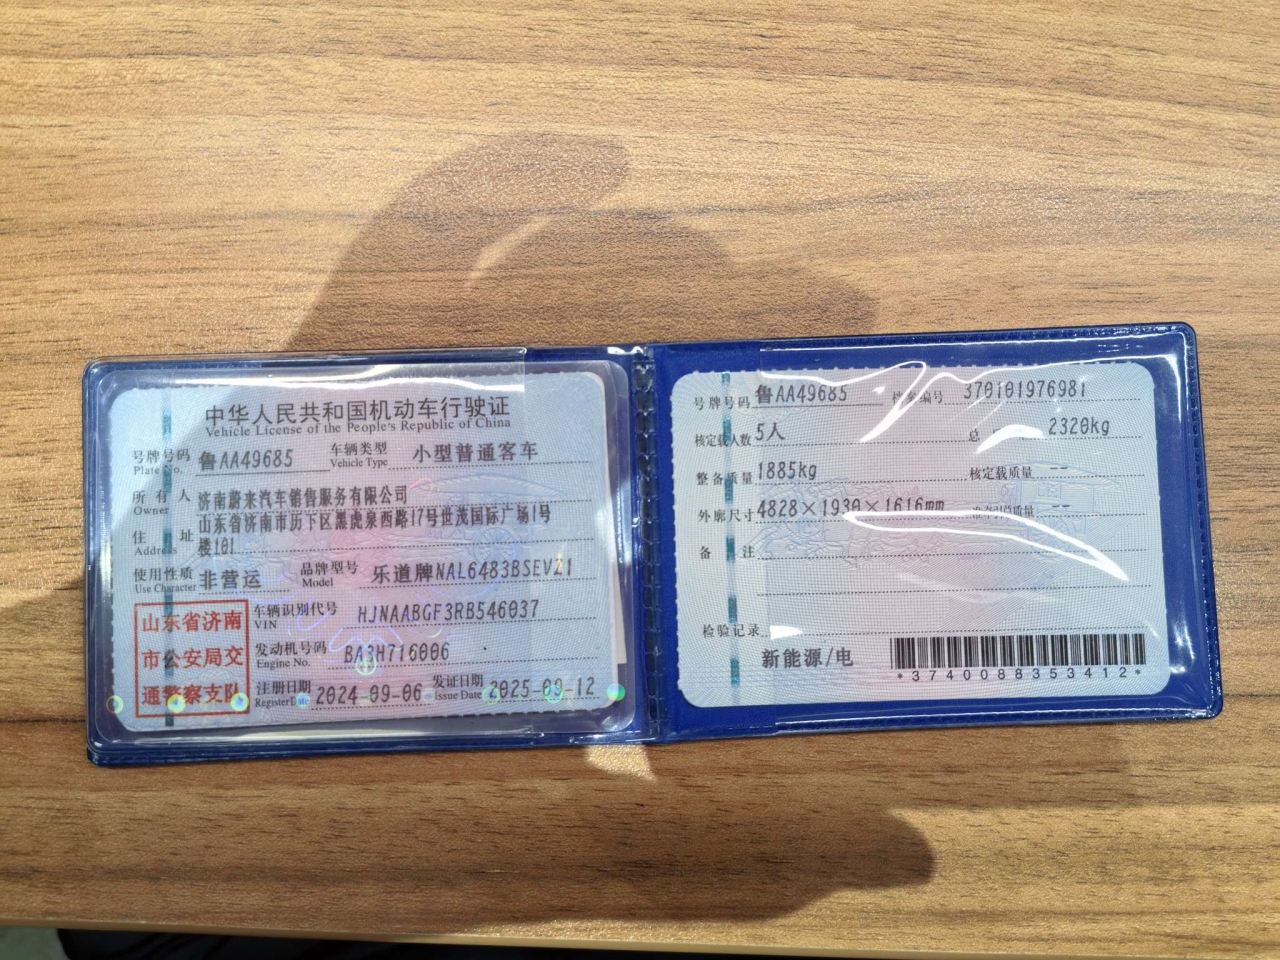 中华人民共和国机动车行驶证
Vehicle License of the People's Republic of China
号牌号码 鲁AA49685 车辆类型 小型普通客车
Plate No. Vehicle Type
所有人 济南蔚来汽车销售服务有限公司
Owner
住址 山东省济南市历下区黑虎泉西路17号世茂国际广场1号
Address 楼101
使用性质 非营运 品牌型号 乐道牌NAL6483BSEVZ1
Use Character Model
山东省济南
市公安局交
通警察支队
车辆识别代号 HJNAABGF3RB546037
VIN
发动机号码 BA3H716006
Engine No.
注册日期 2024-09-06 发证日期 2025-09-12
Register Date Issue Date
号牌号码 鲁AA49685 档案编号 370101976981
核定载人数 5人 总 2320kg
整备质量 1885kg 核定载质量 --
外廓尺寸 4828×1930×1616mm 准牵引总质量 --
备注
检验记录
新能源/电
*3740088353412*